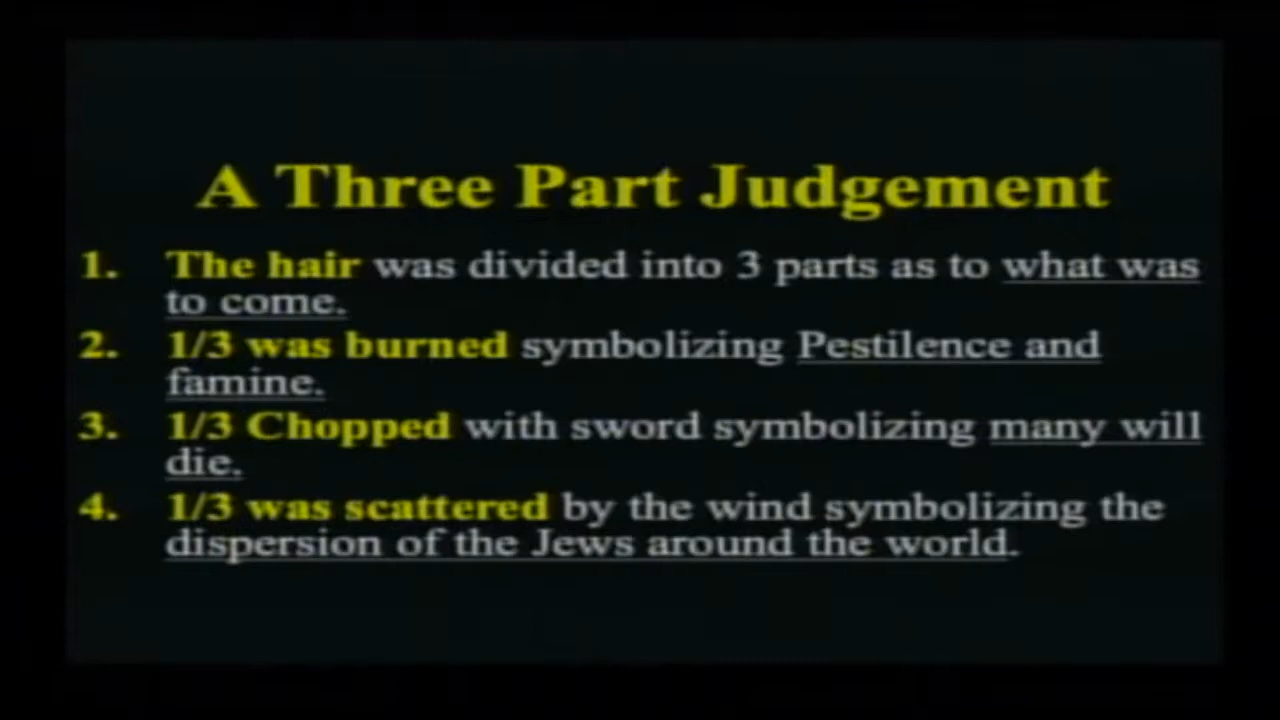 A Three Part Judgement
1. The hair was divided into 3 parts as to what was
to come.
2. 1/3 was burned symbolizing Pestilence and
famine.
3. 1/3 Chopped with sword symbolizing many will
die.
4. 1/3 was scattered by the wind symbolizing the
dispersion of the Jews around the world.